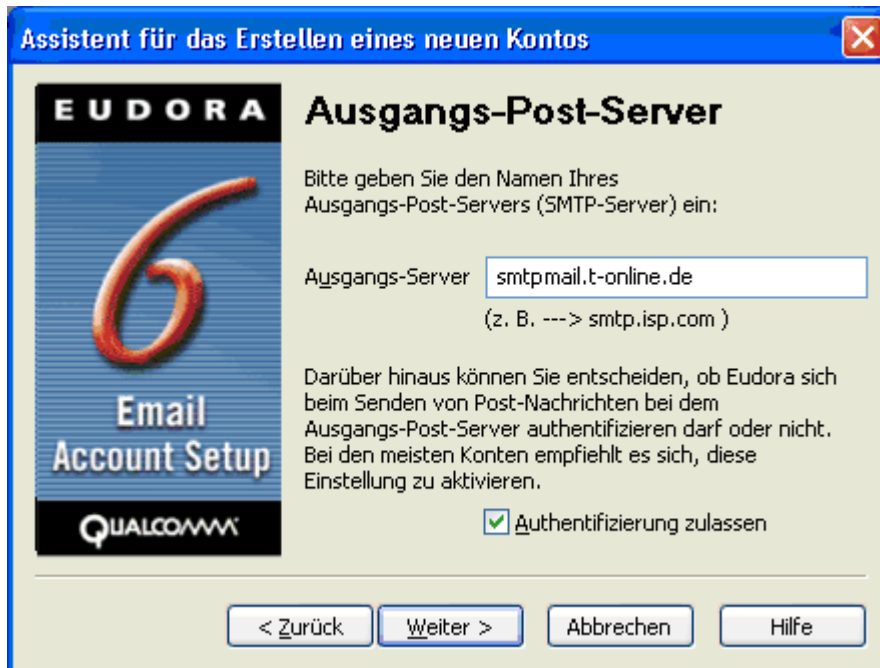 Assistent für das Erstellen eines neuen Kontos
EUDORA
6
Email
Account Setup
QUALCOMM
Ausgangs-Post-Server
Bitte geben Sie den Namen Ihres
Ausgangs-Post-Servers (SMTP-Server) ein:
Ausgangs-Server smtpmail.t-online.de
(z. B. ---> smtp.isp.com )
Darüber hinaus können Sie entscheiden, ob Eudora sich
beim Senden von Post-Nachrichten bei dem
Ausgangs-Post-Server authentifizieren darf oder nicht.
Bei den meisten Konten empfiehlt es sich, diese
Einstellung zu aktivieren.
Authentifizierung zulassen
< Zurück Weiter > Abbrechen Hilfe